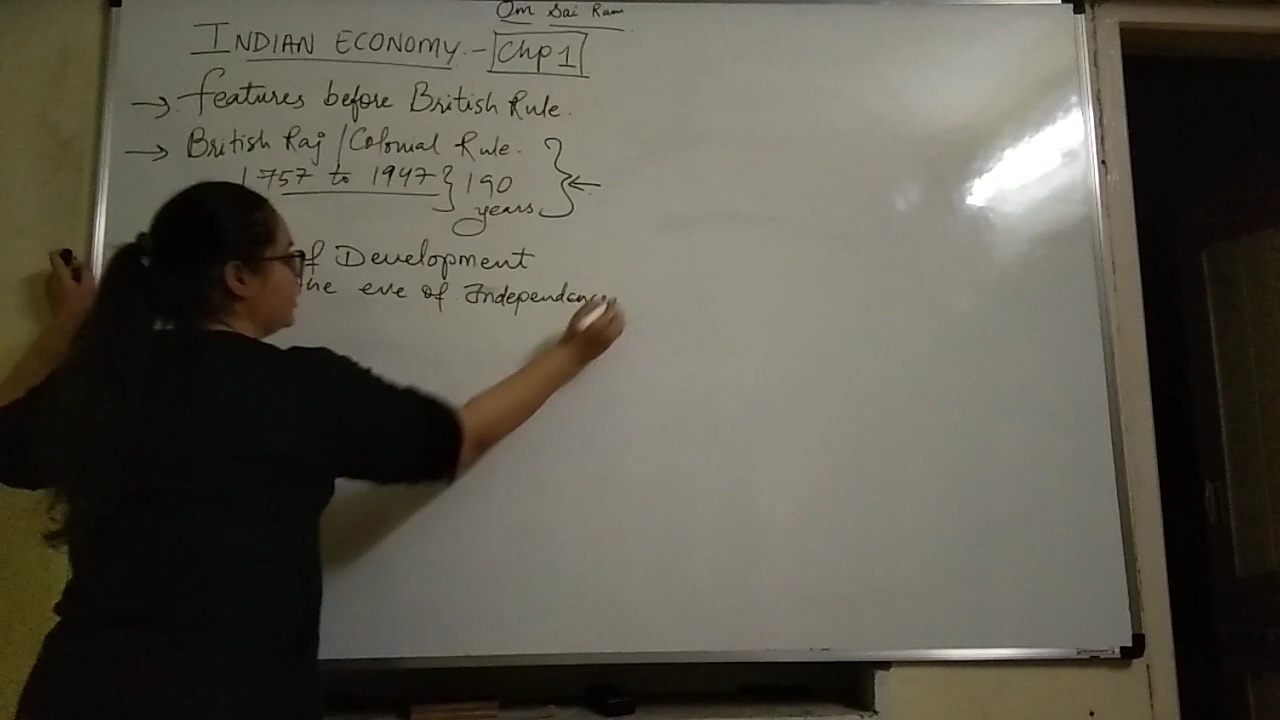 Om Sai Ram
INDIAN ECONOMY - Chp 1
→ features before British Rule.
→ British Raj / Colonial Rule.
1757 to 1947 } 190 years } ←
of Development
the eve of Independence